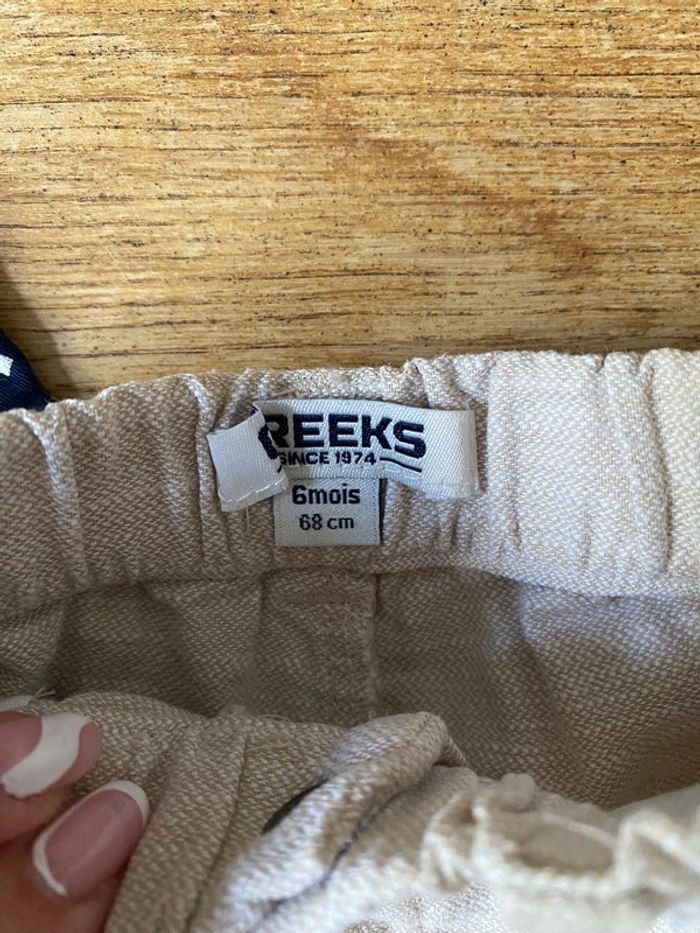 REEKS
SINCE 1974
6mois
68 cm